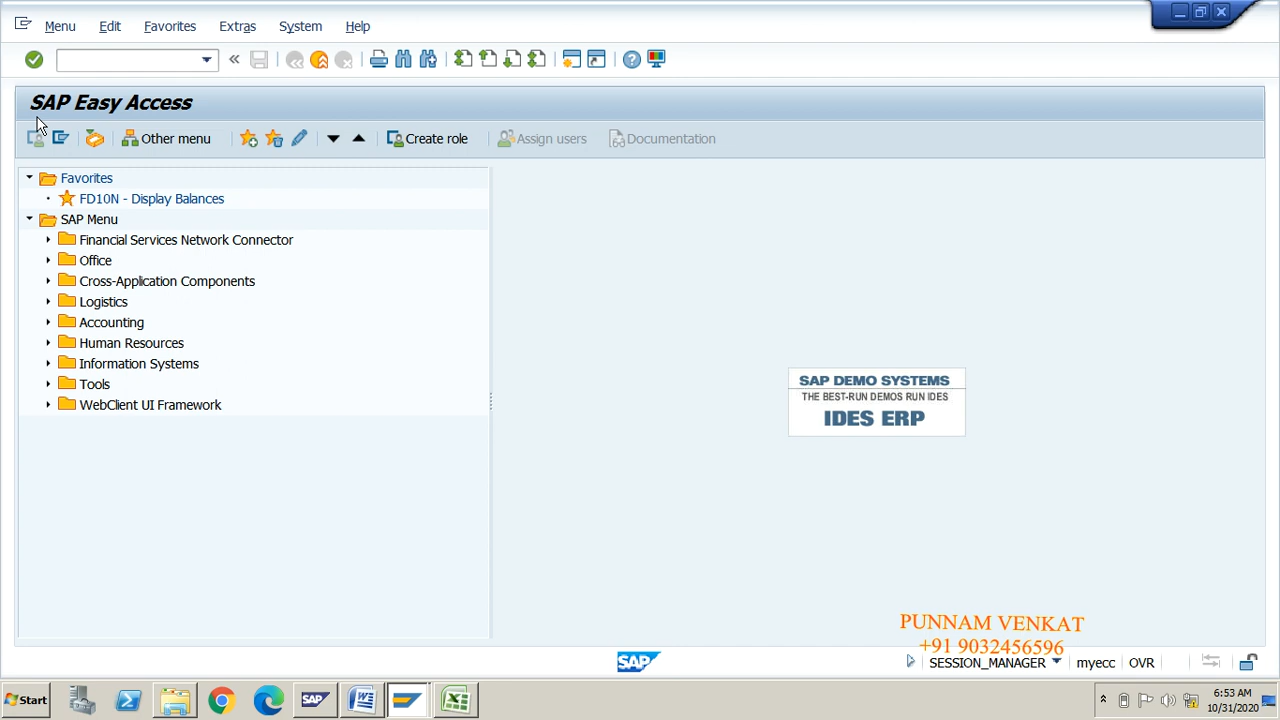 Menu Edit Favorites Extras System Help
SAP Easy Access
Other menu Create role Assign users Documentation
Favorites
FD10N - Display Balances
SAP Menu
Financial Services Network Connector
Office
Cross-Application Components
Logistics
Accounting
Human Resources
Information Systems
Tools
WebClient UI Framework
SAP DEMO SYSTEMS
THE BEST-RUN DEMOS RUN IDES
IDES ERP
PUNNAM VENKAT
+91 9032456596
SAP SESSION_MANAGER myecc OVR
Start SAP 6:53 AM
10/31/2020